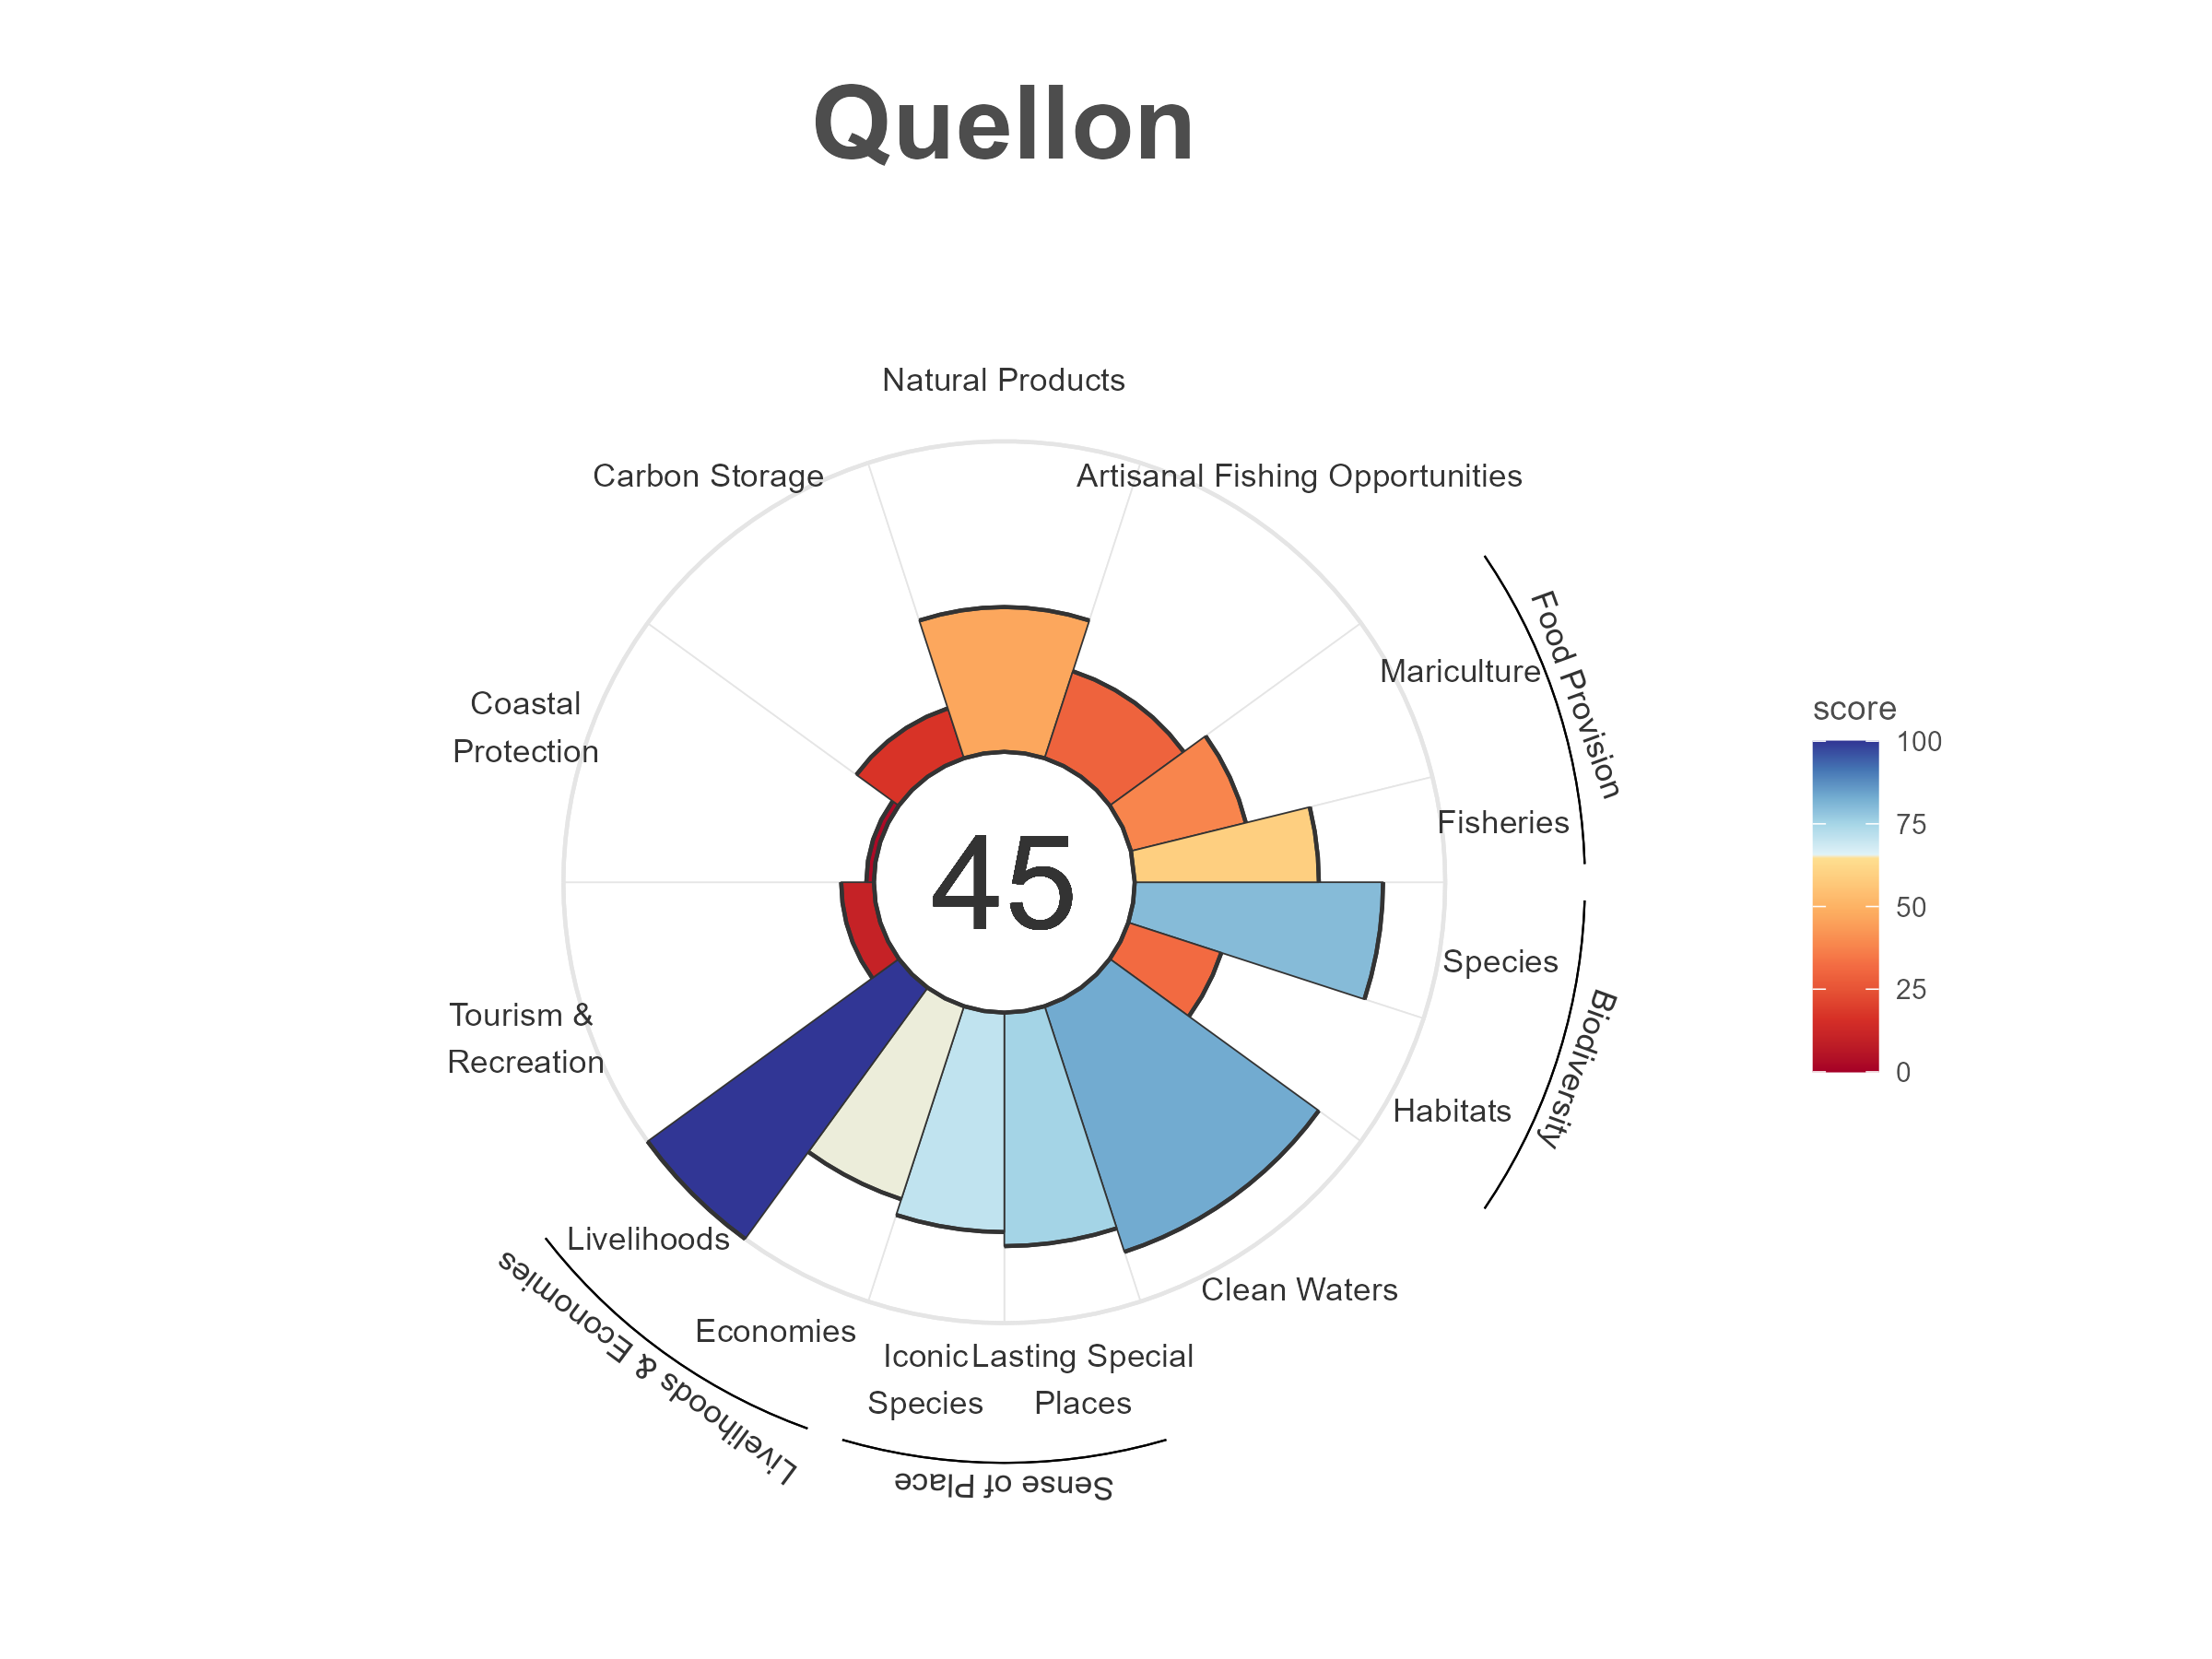 Quellon
Natural Products
Carbon Storage
Artisanal Fishing Opportunities
Food Provision
Mariculture
Coastal
Protection
score
100
75
50
25
0
Fisheries
45
Species
Biodiversity
Tourism &
Recreation
Habitats
Livelihoods
Clean Waters
Economies
Iconic
Species
Lasting Special
Places
Livelihoods & Economies
Sense of Place